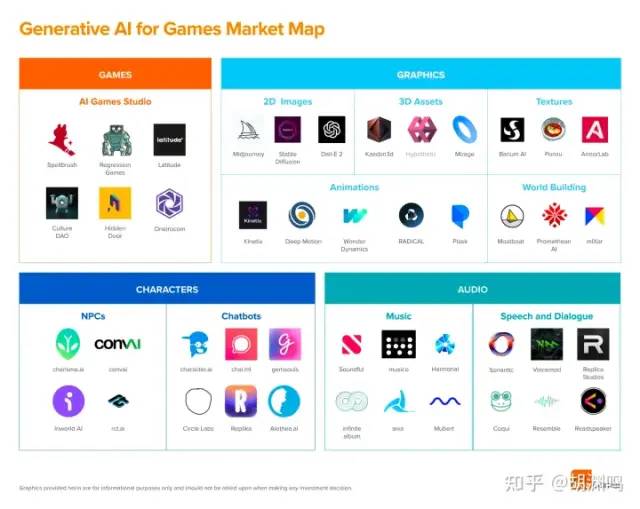 Generative AI for Games Market Map
GAMES
AI Games Studio
Spellbrush
Regression
Games
latitude
Latitude
Culture
DAO
Hidden
Door
Oneirocom
GRAPHICS
2D Images
Midjourney
Stable
Diffusion
Dall-E 2
3D Assets
Kaedim3d
Hypothetic
Mirage
Textures
Barium AI
Ponzu
A
ArmorLab
Animations
Kinetix
Kinetix
Deep Motion
Wonder
Dynamics
RADiCAL
Plask
World Building
Moatboat
Promethean
AI
mlXar
CHARACTERS
NPCs
charisma.ai
convAI
convai
Inworld AI
rct.ai
Chatbots
character.ai
chai.ml
g
geniesouls
Circle Labs
R
Replika
Alethea.ai
AUDIO
Music
Soundful
musico
Harmonai
infinite
album
aiva
Mubert
Speech and Dialogue
Sonantic
Voicemod
R
Replica
Studios
Coqui
Resemble
Readspeaker
Graphics provided herein are for informational purposes only and should not be relied upon when making any investment decision.
知乎 @胡渊鸣